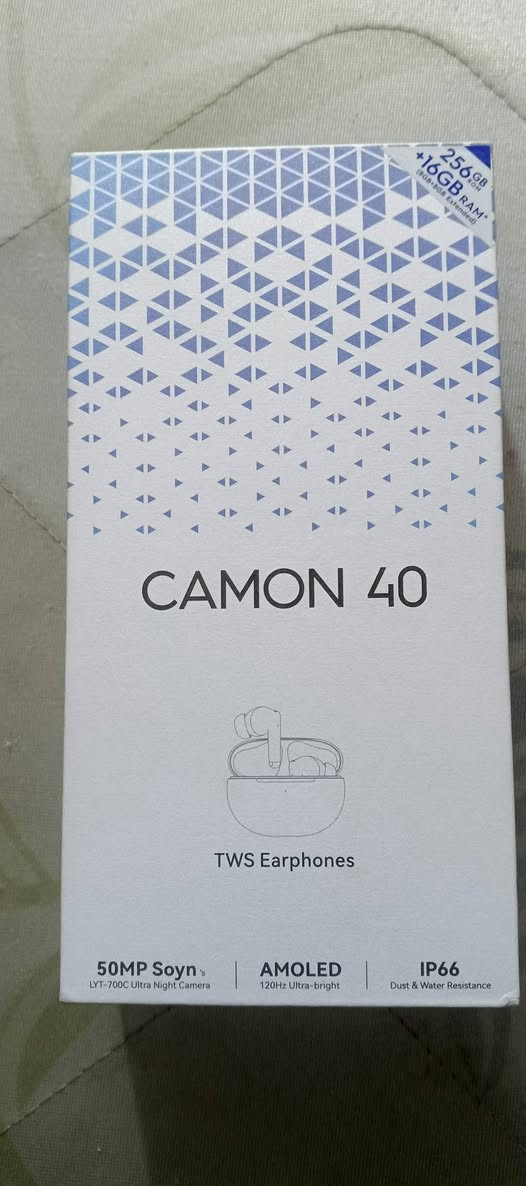 256GB ROM
+16GB RAM*
(8GB+8GB Extended)
CAMON 40
TWS Earphones
50MP Soyn 's
LYT-700C Ultra Night Camera
AMOLED
120Hz Ultra-bright
IP66
Dust & Water Resistance